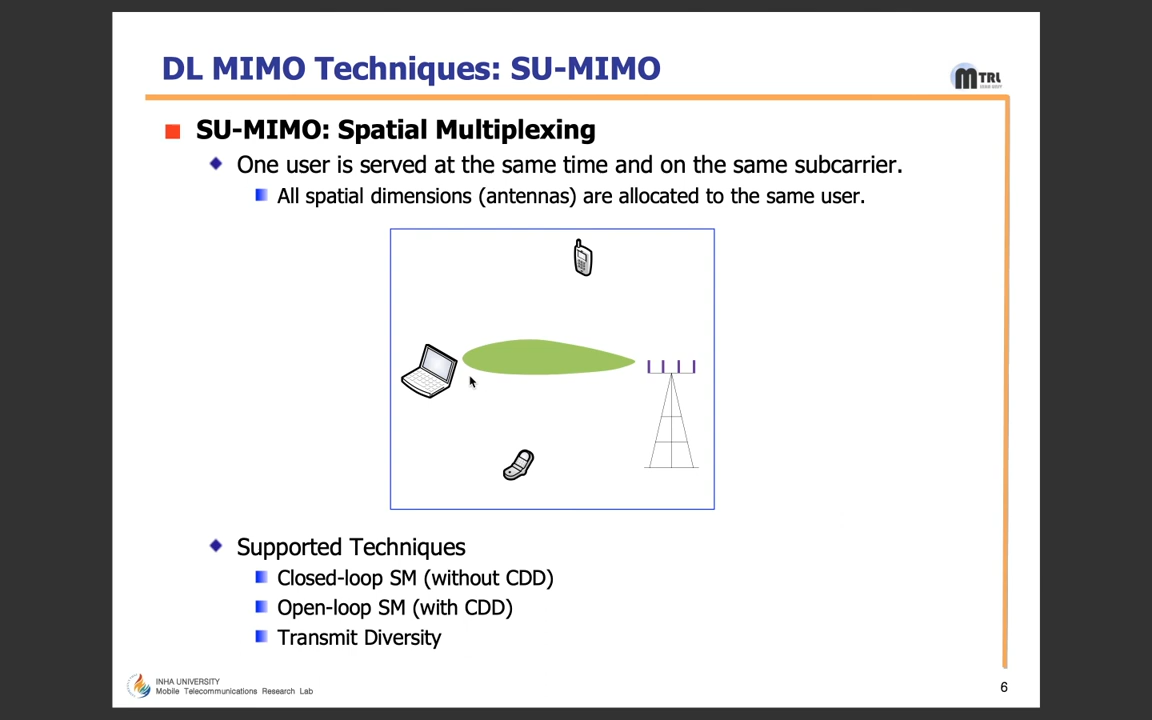 DL MIMO Techniques: SU-MIMO
MTRL
SU-MIMO: Spatial Multiplexing
One user is served at the same time and on the same subcarrier.
All spatial dimensions (antennas) are allocated to the same user.
Supported Techniques
Closed-loop SM (without CDD)
Open-loop SM (with CDD)
Transmit Diversity
INHA UNIVERSITY
Mobile Telecommunications Research Lab
6